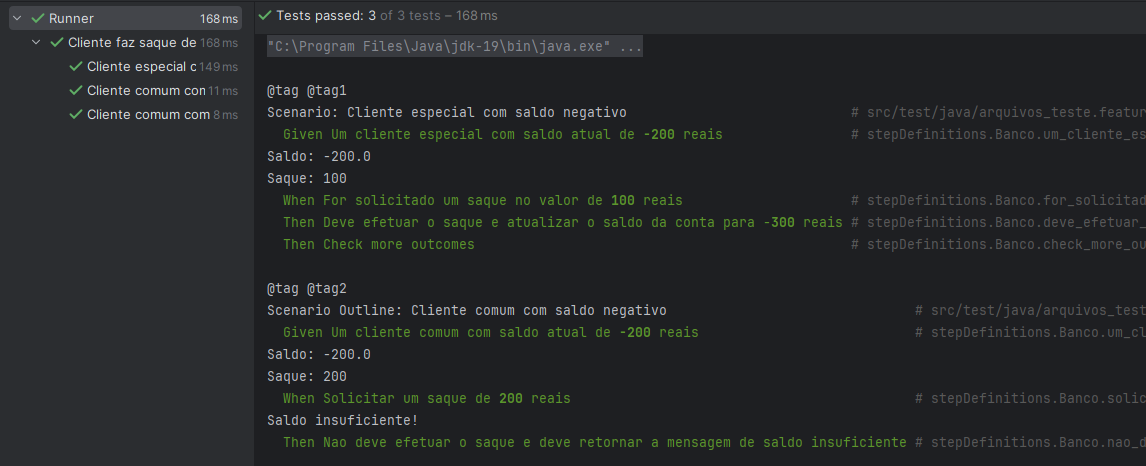 Runner 168 ms
Cliente faz saque de 168 ms
Cliente especial c 149 ms
Cliente comum con 11 ms
Cliente comum com 8 ms
Tests passed: 3 of 3 tests – 168 ms
"C:\Program Files\Java\jdk-19\bin\java.exe" ...
@tag @tag1
Scenario: Cliente especial com saldo negativo # src/test/java/arquivos_teste.featur
Given Um cliente especial com saldo atual de -200 reais # stepDefinitions.Banco.um_cliente_es
Saldo: -200.0
Saque: 100
When For solicitado um saque no valor de 100 reais # stepDefinitions.Banco.for_solicitad
Then Deve efetuar o saque e atualizar o saldo da conta para -300 reais # stepDefinitions.Banco.deve_efetuar_
Then Check more outcomes # stepDefinitions.Banco.check_more_ou
@tag @tag2
Scenario Outline: Cliente comum com saldo negativo # src/test/java/arquivos_test
Given Um cliente comum com saldo atual de -200 reais # stepDefinitions.Banco.um_cl
Saldo: -200.0
Saque: 200
When Solicitar um saque de 200 reais # stepDefinitions.Banco.solic
Saldo insuficiente!
Then Nao deve efetuar o saque e deve retornar a mensagem de saldo insuficiente # stepDefinitions.Banco.nao_d